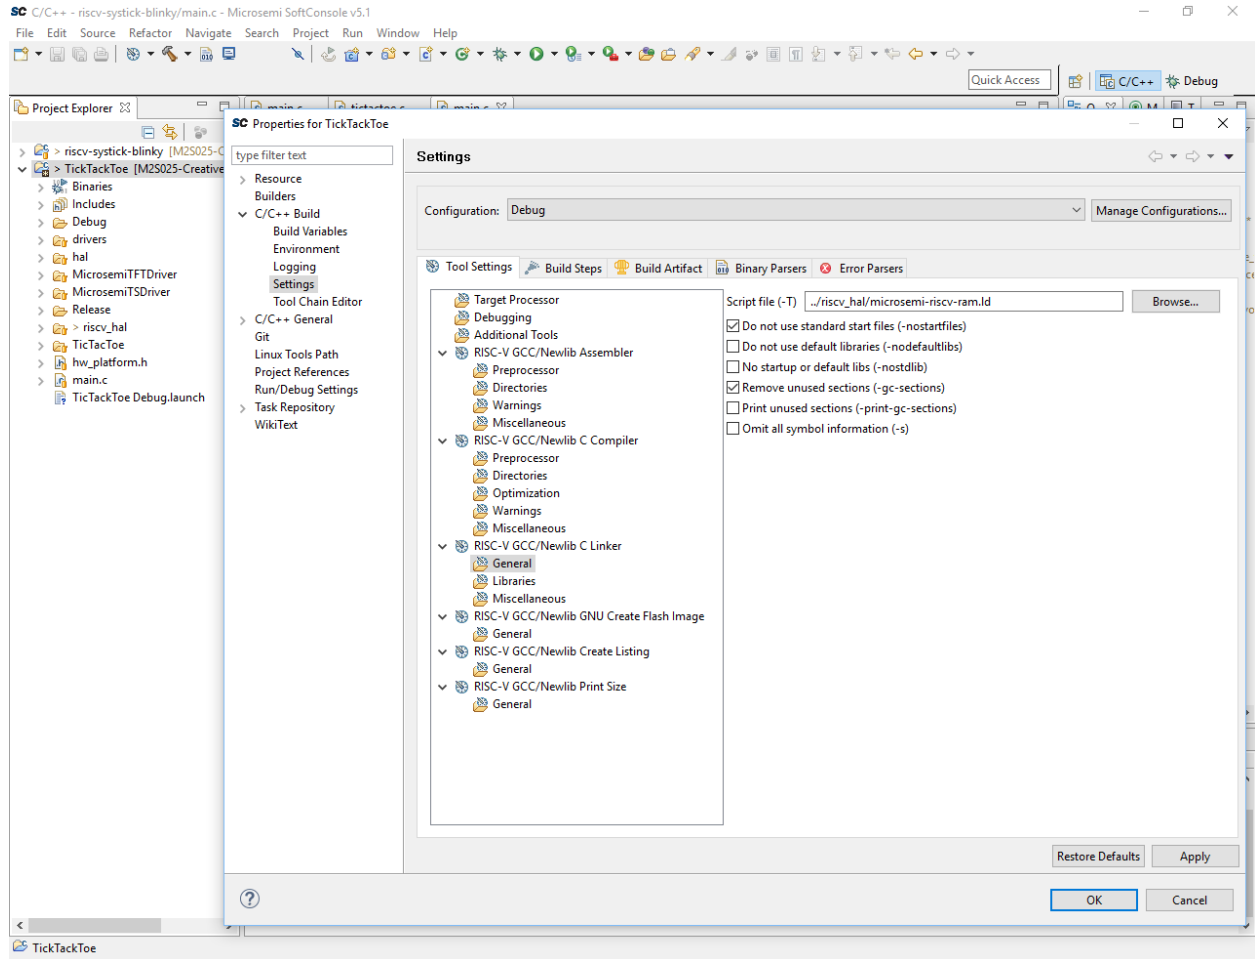 SC C/C++ - riscv-systick-blinky/main.c - Microsemi SoftConsole v5.1
File Edit Source Refactor Navigate Search Project Run Window Help
Quick Access
C/C++
Debug
Project Explorer
main.c
tictactoe.c
main.c
> riscv-systick-blinky [M2S025-C
> TickTackToe [M2S025-Creative
Binaries
Includes
Debug
drivers
hal
MicrosemiTFTDriver
MicrosemiTSDriver
Release
> riscv_hal
TicTacToe
hw_platform.h
main.c
TicTackToe Debug.launch
SC Properties for TickTackToe
type filter text
Resource
Builders
C/C++ Build
Build Variables
Environment
Logging
Settings
Tool Chain Editor
C/C++ General
Git
Linux Tools Path
Project References
Run/Debug Settings
Task Repository
WikiText
Settings
Configuration: Debug
Manage Configurations...
Tool Settings
Build Steps
Build Artifact
Binary Parsers
Error Parsers
Target Processor
Debugging
Additional Tools
RISC-V GCC/Newlib Assembler
Preprocessor
Directories
Warnings
Miscellaneous
RISC-V GCC/Newlib C Compiler
Preprocessor
Directories
Optimization
Warnings
Miscellaneous
RISC-V GCC/Newlib C Linker
General
Libraries
Miscellaneous
RISC-V GCC/Newlib GNU Create Flash Image
General
RISC-V GCC/Newlib Create Listing
General
RISC-V GCC/Newlib Print Size
General
Script file (-T) ../riscv_hal/microsemi-riscv-ram.ld
Browse...
Do not use standard start files (-nostartfiles)
Do not use default libraries (-nodefaultlibs)
No startup or default libs (-nostdlib)
Remove unused sections (-gc-sections)
Print unused sections (-print-gc-sections)
Omit all symbol information (-s)
Restore Defaults
Apply
OK
Cancel
TickTackToe